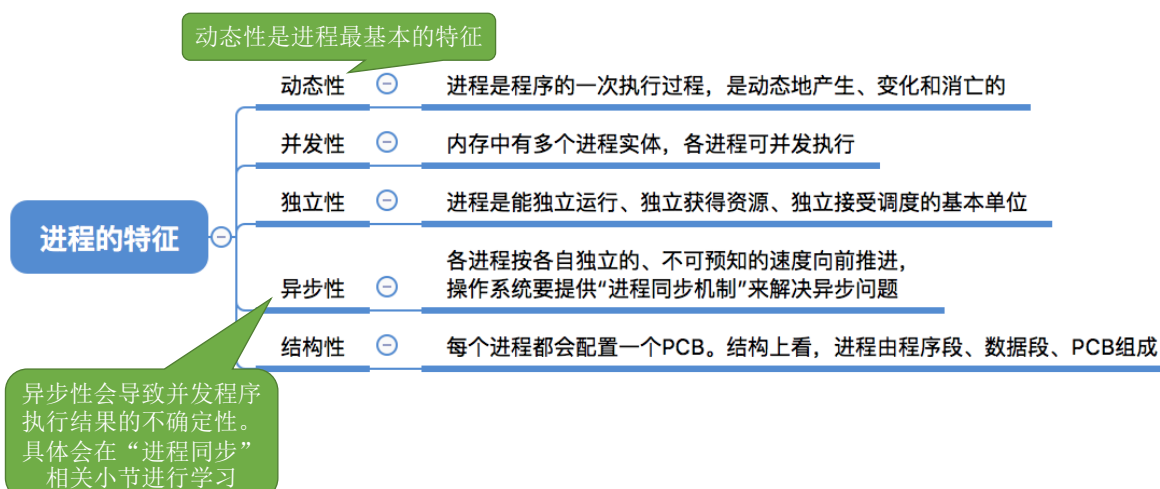 动态性是进程最基本的特征
动态性
进程是程序的一次执行过程，是动态地产生、变化和消亡的
并发性
内存中有多个进程实体，各进程可并发执行
独立性
进程是能独立运行、独立获得资源、独立接受调度的基本单位
进程的特征
异步性
各进程按各自独立的、不可预知的速度向前推进，
操作系统要提供“进程同步机制”来解决异步问题
结构性
每个进程都会配置一个PCB。结构上看，进程由程序段、数据段、PCB组成
异步性会导致并发程序
执行结果的不确定性。
具体会在“进程同步”
相关小节进行学习